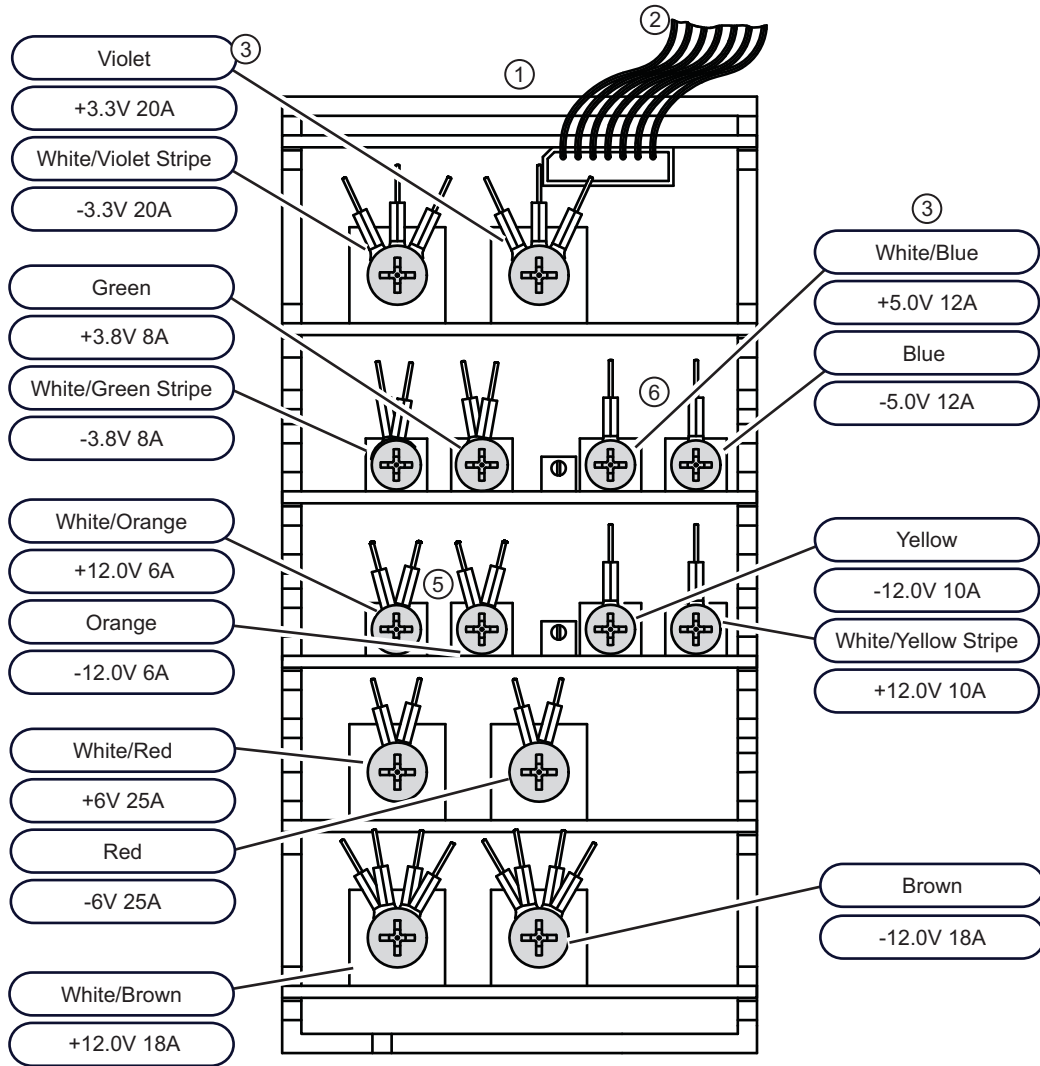 ②
Violet
③
①
+3.3V 20A
White/Violet Stripe
-3.3V 20A
③
White/Blue
Green
+5.0V 12A
+3.8V 8A
Blue
White/Green Stripe
⑥
-5.0V 12A
-3.8V 8A
White/Orange
Yellow
+12.0V 6A
⑤
-12.0V 10A
Orange
White/Yellow Stripe
-12.0V 6A
+12.0V 10A
White/Red
+6V 25A
Red
Brown
-6V 25A
-12.0V 18A
White/Brown
+12.0V 18A